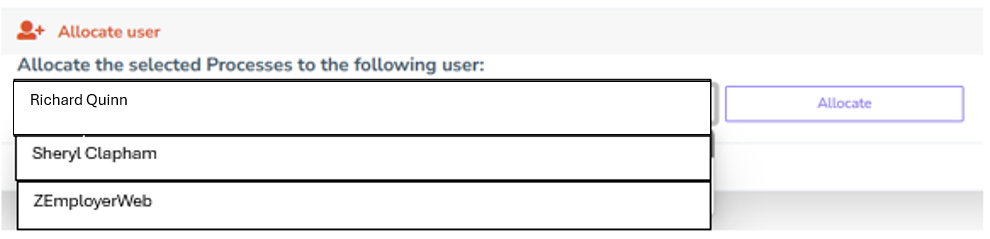 Allocate user
Allocate the selected Processes to the following user:
Richard Quinn
Allocate
Sheryl Clapham
ZEmployerWeb